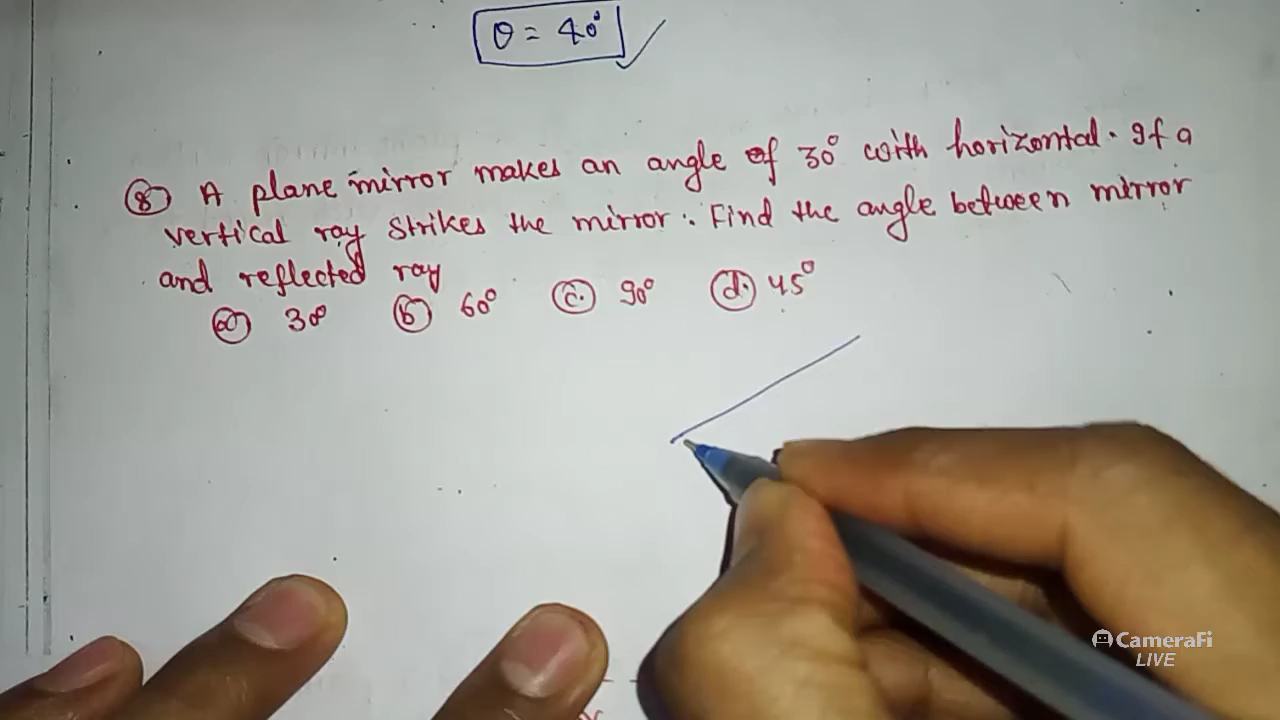 θ = 40°
⑧ A plane mirror makes an angle of 30° with horizontal. If a
vertical ray strikes the mirror. Find the angle between mirror
and reflected ray
ⓐ 30° ⓑ 60° ⓒ. 90° ⓓ. 45°
CameraFi
LIVE